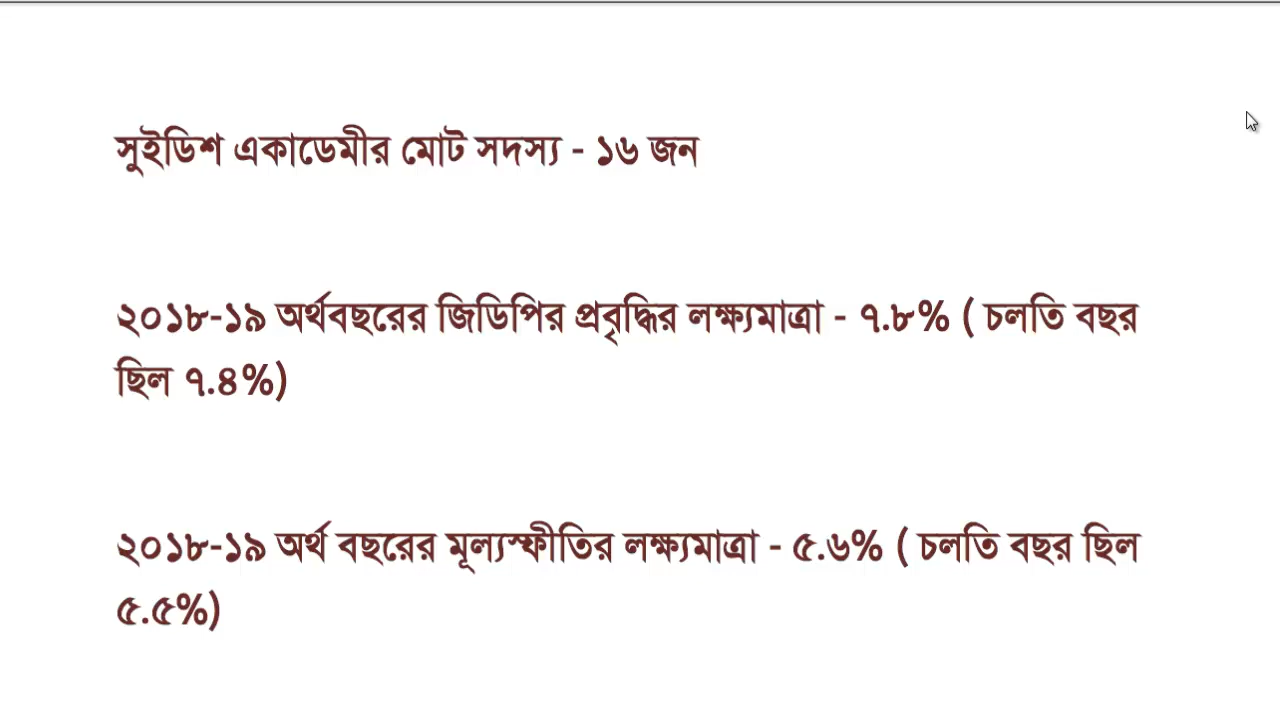 সুইডিশ একাডেমীর মোট সদস্য - ১৬ জন
২০১৮-১৯ অর্থবছরের জিডিপির প্রবৃদ্ধির লক্ষ্যমাত্রা - ৭.৮% ( চলতি বছর
ছিল ৭.৪%)
২০১৮-১৯ অর্থ বছরের মূল্যস্ফীতির লক্ষ্যমাত্রা - ৫.৬% ( চলতি বছর ছিল
৫.৫%)